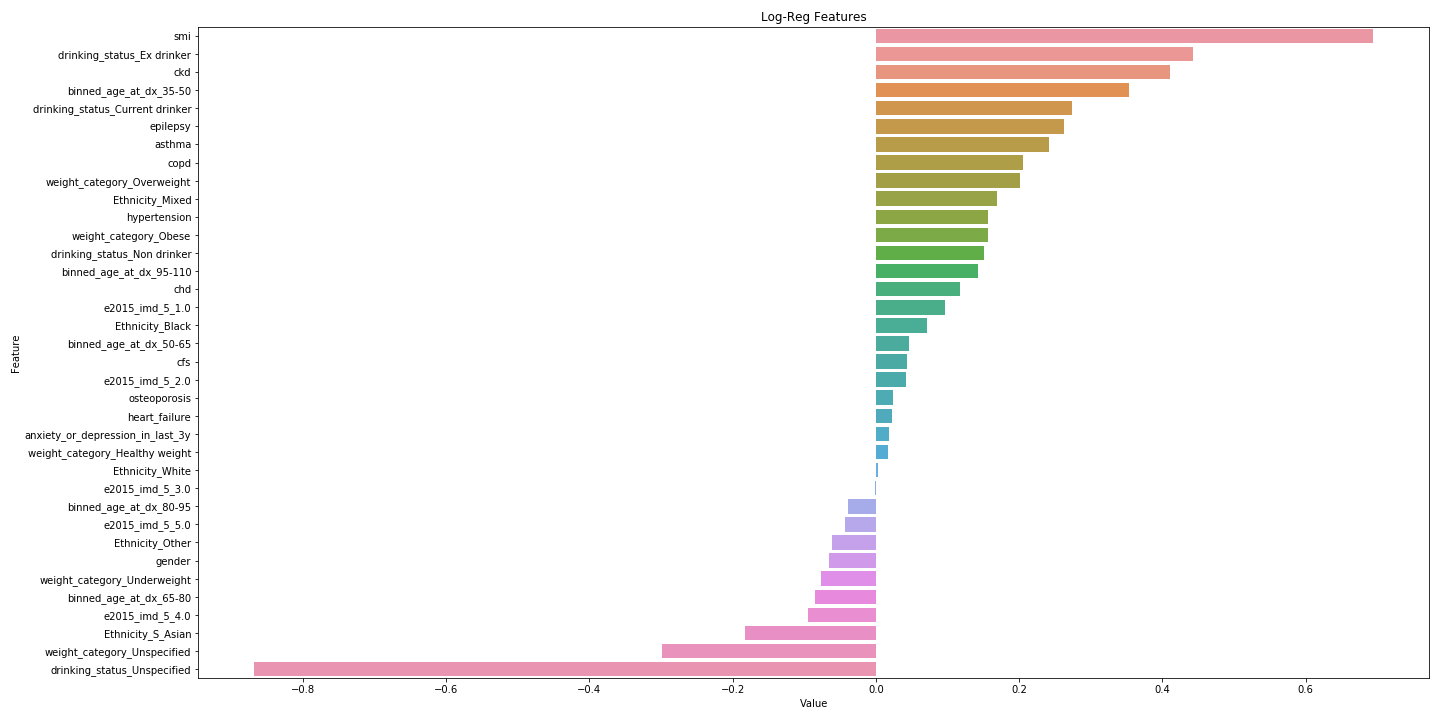 Log-Reg Features
smi
drinking_status_Ex drinker
ckd
binned_age_at_dx_35-50
drinking_status_Current drinker
epilepsy
asthma
copd
weight_category_Overweight
Ethnicity_Mixed
hypertension
weight_category_Obese
drinking_status_Non drinker
binned_age_at_dx_95-110
chd
e2015_imd_5_1.0
Ethnicity_Black
binned_age_at_dx_50-65
cfs
e2015_imd_5_2.0
osteoporosis
heart_failure
anxiety_or_depression_in_last_3y
weight_category_Healthy weight
Ethnicity_White
e2015_imd_5_3.0
binned_age_at_dx_80-95
e2015_imd_5_5.0
Ethnicity_Other
gender
weight_category_Underweight
binned_age_at_dx_65-80
e2015_imd_5_4.0
Ethnicity_S_Asian
weight_category_Unspecified
drinking_status_Unspecified
Feature
−0.8 −0.6 −0.4 −0.2 0.0 0.2 0.4 0.6
Value